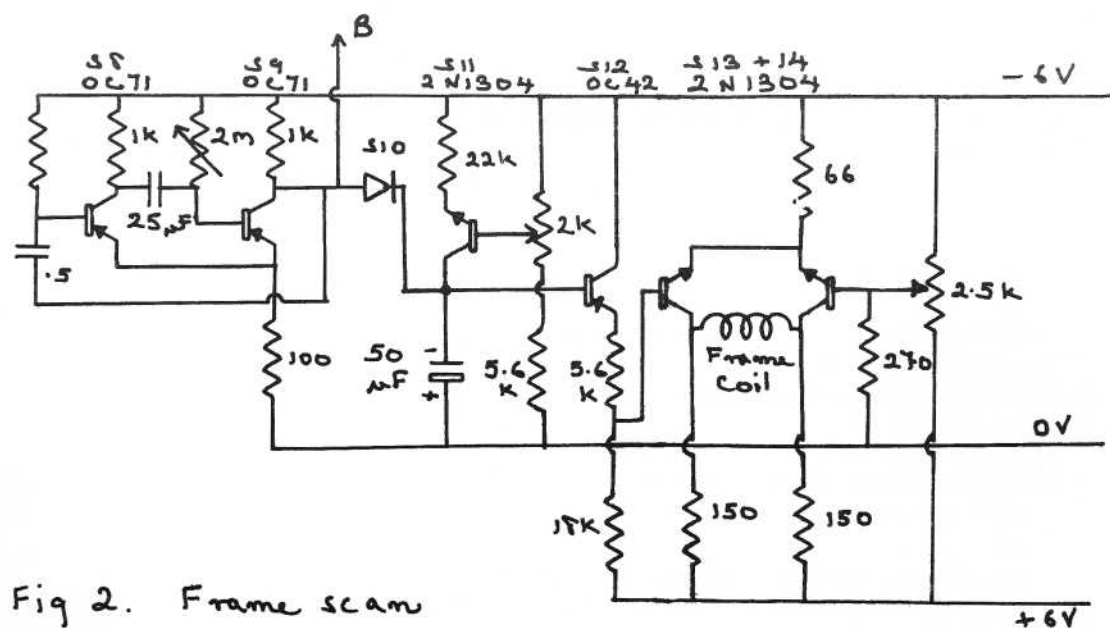 B
S8 S9 S11 S12 S13 + 14
OC71 OC71 2N1304 OC42 2N1304 - 6V
1k 2m 1k S10 22k 66
25µF 2k
.5 2.5k
100 50 µF 5.6 k 5.6 k Frame coil 270
-
+
0V
18k 150 150
Fig 2. Frame scan
+ 6V